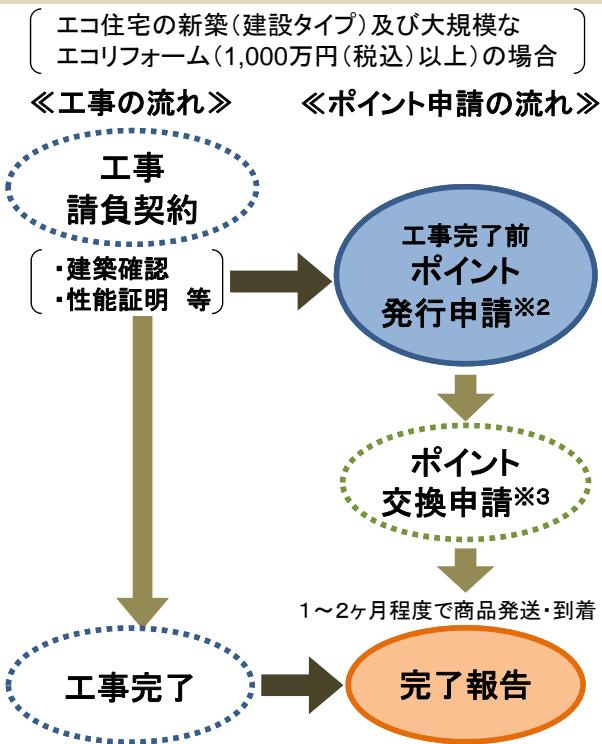 エコ住宅の新築(建設タイプ)及び大規模な
エコリフォーム(1,000万円(税込)以上)の場合
≪工事の流れ≫
≪ポイント申請の流れ≫
工事
請負契約
・建築確認
・性能証明 等
工事完了前
ポイント
発行申請※2
ポイント
交換申請※3
1~2ヶ月程度で商品発送・到着
工事完了
完了報告